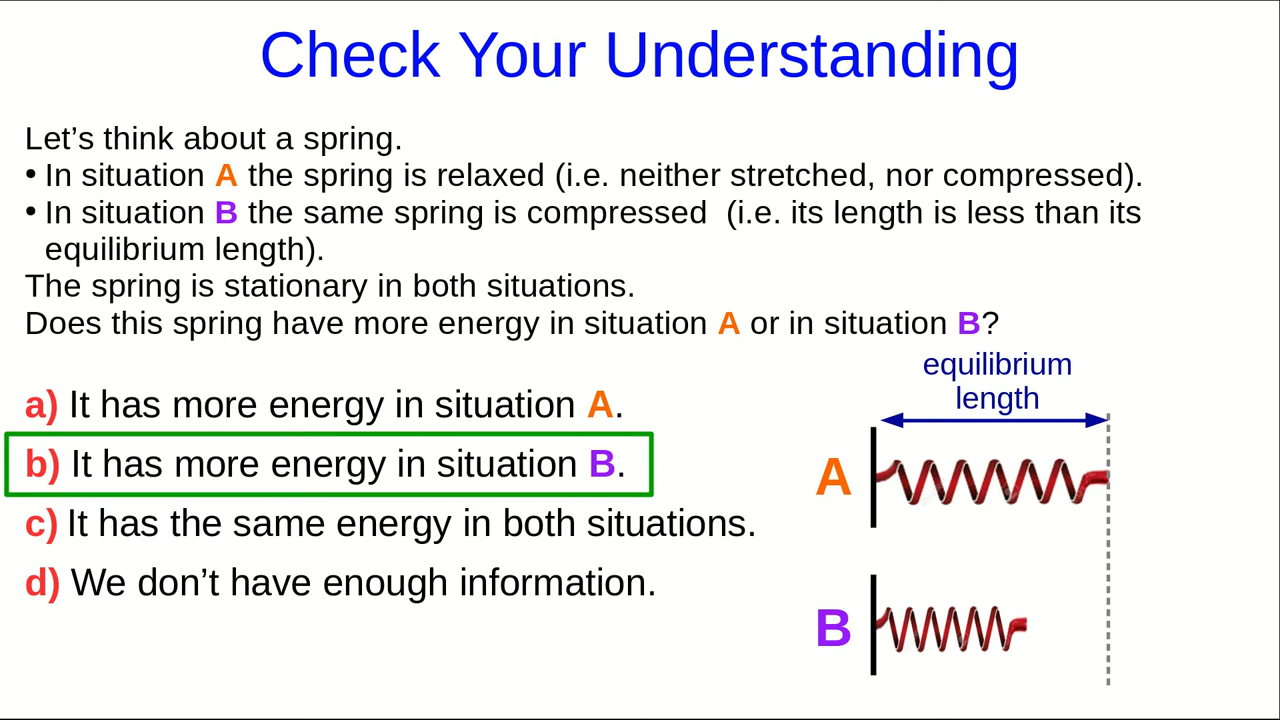 Check Your Understanding
Let’s think about a spring.
• In situation A the spring is relaxed (i.e. neither stretched, nor compressed).
• In situation B the same spring is compressed  (i.e. its length is less than its
equilibrium length).
The spring is stationary in both situations.
Does this spring have more energy in situation A or in situation B?
a) It has more energy in situation A.
b) It has more energy in situation B.
c) It has the same energy in both situations.
d) We don’t have enough information.
equilibrium
length
A
B